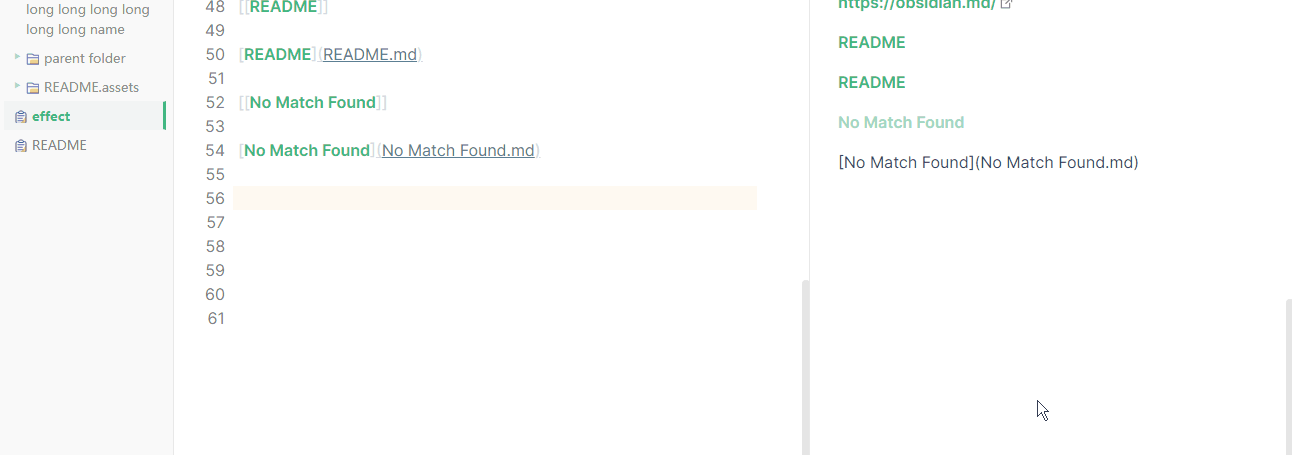 long long long long
long long name
parent folder
README.assets
effect
README
48 [[README]]
49
50 [README](README.md)
51
52 [[No Match Found]]
53
54 [No Match Found](No Match Found.md)
55
56
57
58
59
60
61
https://obsidian.md/
README
README
No Match Found
[No Match Found](No Match Found.md)